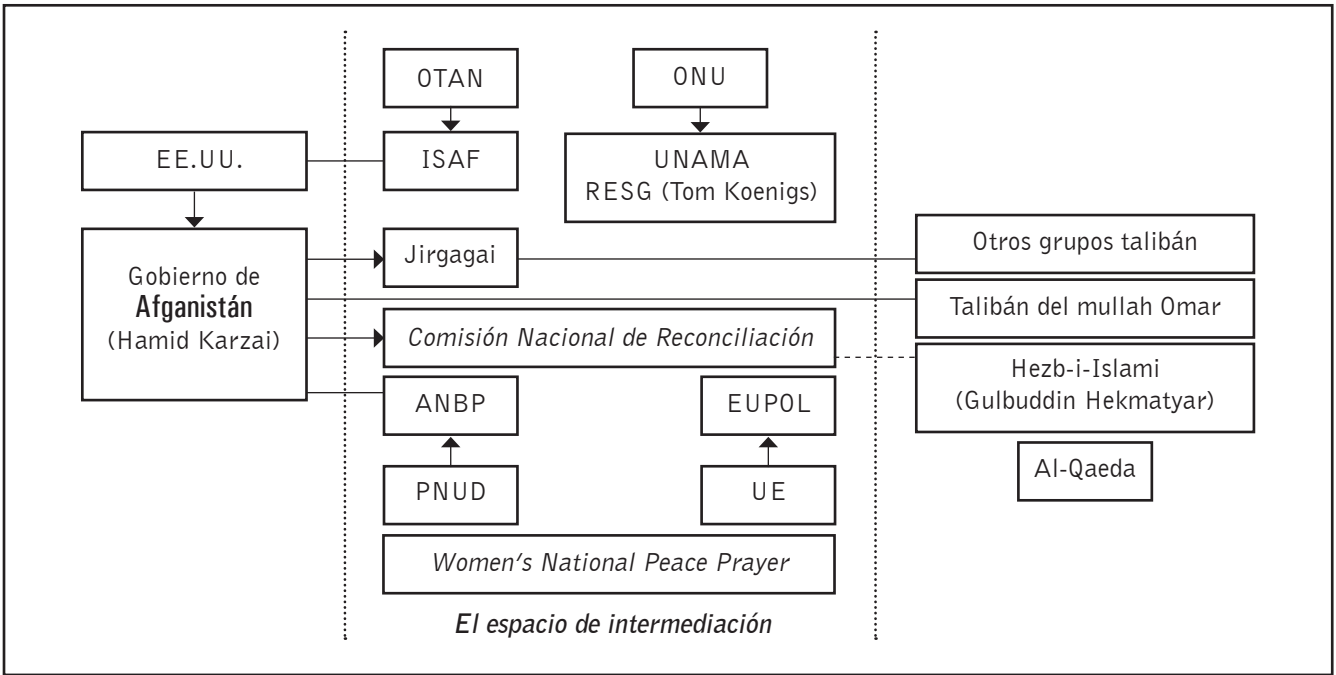 OTAN
ONU
EE.UU.
ISAF
UNAMA
RESG (Tom Koenigs)
Gobierno de
Afganistán
(Hamid Karzai)
Jirgagai
Otros grupos talibán
Talibán del mullah Omar
Comisión Nacional de Reconciliación
Hezb-i-Islami
(Gulbuddin Hekmatyar)
ANBP
EUPOL
Al-Qaeda
PNUD
UE
Women's National Peace Prayer
El espacio de intermediación